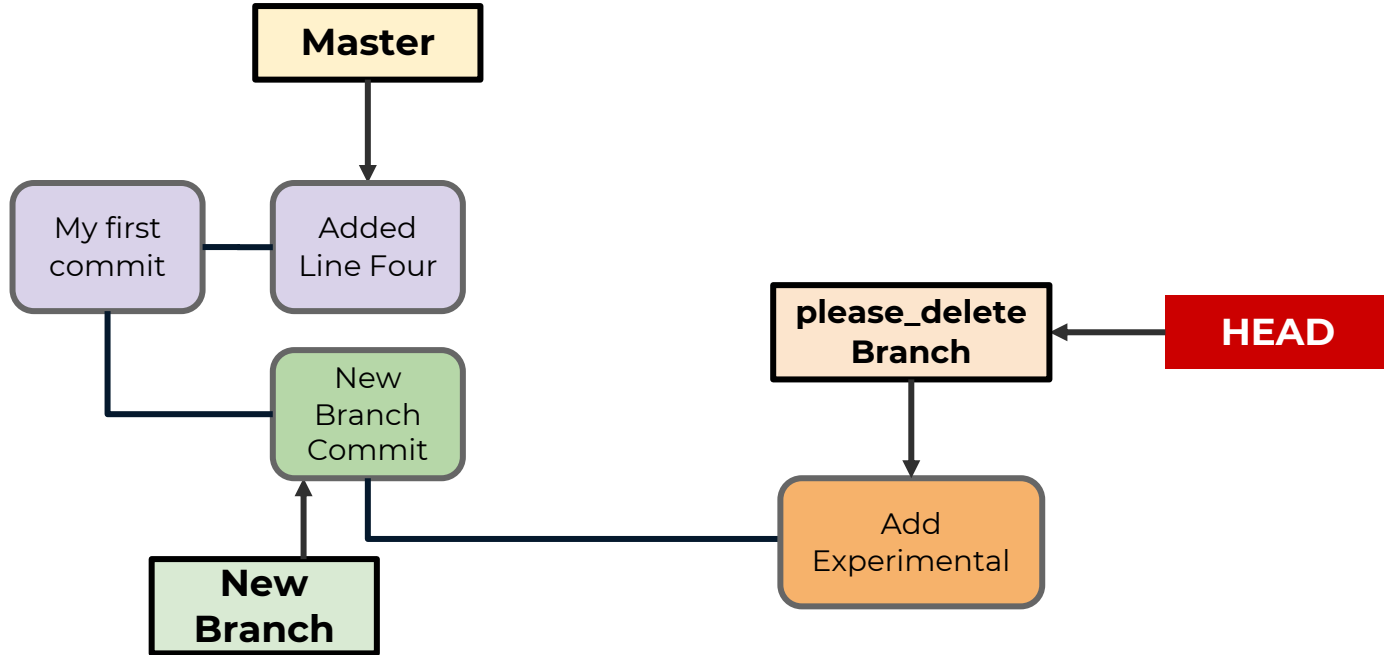 Master
My first
commit
Added
Line Four
please_delete
Branch
HEAD
New
Branch
Commit
Add
Experimental
New
Branch